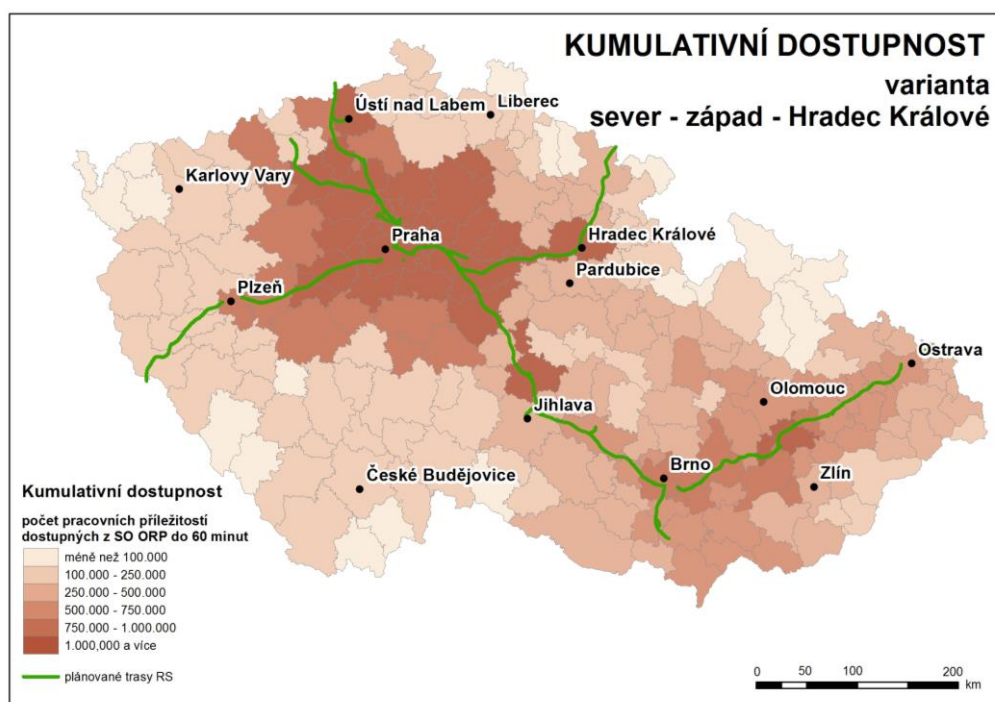 KUMULATIVNÍ DOSTUPNOST
varianta
sever - západ - Hradec Králové
Ústí nad Labem
Liberec
Karlovy Vary
Praha
Hradec Králové
Pardubice
Plzeň
Ostrava
Olomouc
Jihlava
Brno
Zlín
České Budějovice
Kumulativní dostupnost
počet pracovních příležitostí
dostupných z SO ORP do 60 minut
méně než 100.000
100.000 - 250.000
250.000 - 500.000
500.000 - 750.000
750.000 - 1.000.000
1.000,000 a více
plánované trasy RS
0 50 100 200
km